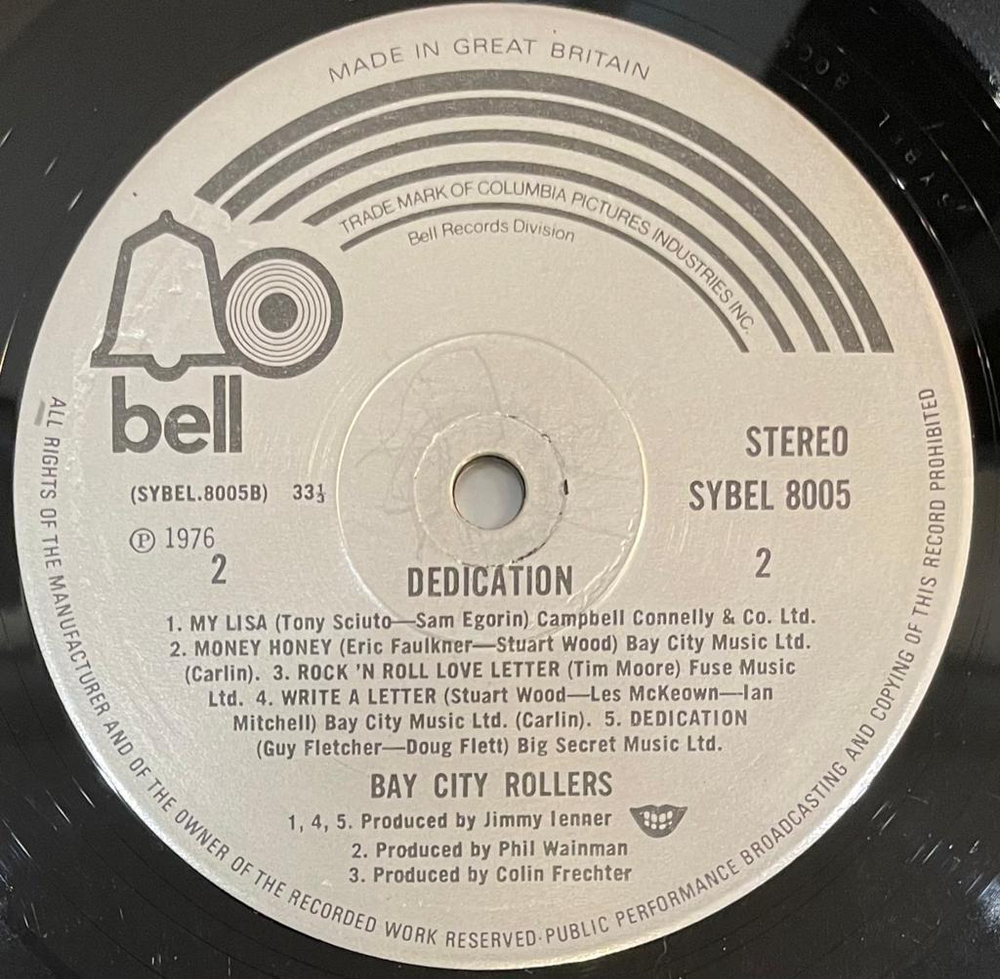 MADE IN GREAT BRITAIN
TRADE MARK OF COLUMBIA PICTURES INDUSTRIES INC.
Bell Records Division
bell
STEREO
(SYBEL.8005B) 33⅓
SYBEL 8005
℗ 1976
2
2
DEDICATION
1. MY LISA (Tony Sciuto—Sam Egorin) Campbell Connelly & Co. Ltd.
2. MONEY HONEY (Eric Faulkner—Stuart Wood) Bay City Music Ltd.
(Carlin). 3. ROCK 'N ROLL LOVE LETTER (Tim Moore) Fuse Music
Ltd. 4. WRITE A LETTER (Stuart Wood—Les McKeown—Ian
Mitchell) Bay City Music Ltd. (Carlin). 5. DEDICATION
(Guy Fletcher—Doug Flett) Big Secret Music Ltd.
BAY CITY ROLLERS
1, 4, 5. Produced by Jimmy Ienner
2. Produced by Phil Wainman
3. Produced by Colin Frechter
ALL RIGHTS OF THE MANUFACTURER AND OF THE OWNER OF THE RECORDED WORK RESERVED·PUBLIC PERFORMANCE BROADCASTING AND COPYING OF THIS RECORD PROHIBITED